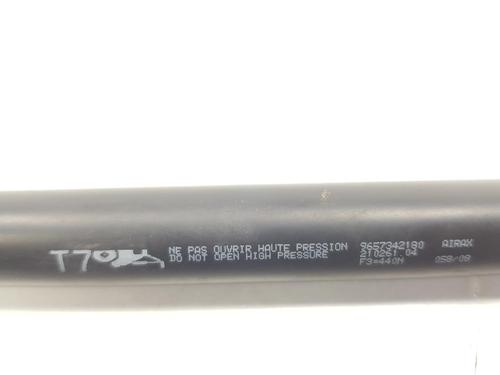 T7
NE PAS OUVRIR HAUTE PRESSION
DO NOT OPEN HIGH PRESSURE
9657342180 AIRAX
210261.04
F3=440N 058/08